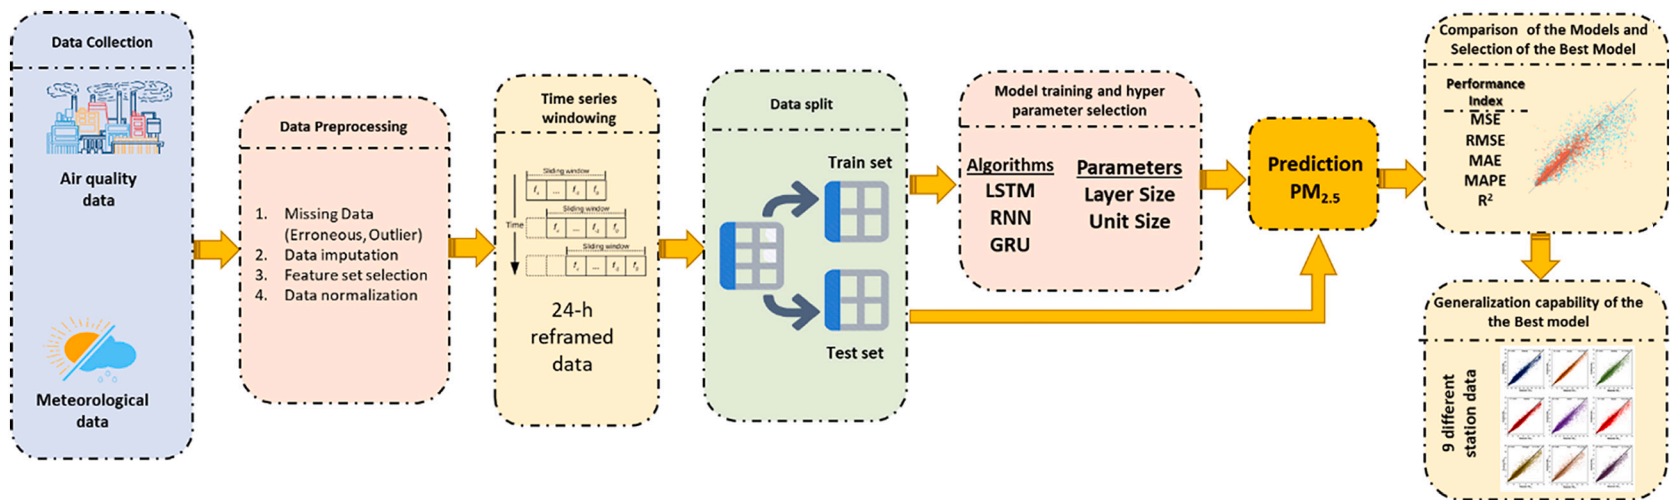 Data Collection
Air quality
data
Meteorological
data
Data Preprocessing
1. Missing Data
(Erroneous, Outlier)
2. Data imputation
3. Feature set selection
4. Data normalization
Time series
windowing
Sliding window
...
Sliding window
...
Time
Sliding window
...
24-h
reframed
data
Data split
Train set
Test set
Model training and hyper
parameter selection
Algorithms
LSTM
RNN
GRU
Parameters
Layer Size
Unit Size
Prediction
PM2.5
Comparison of the Models and
Selection of the Best Model
Performance
Index
MSE
RMSE
MAE
MAPE
R²
Generalization capability of the
the Best model
9 different
station data